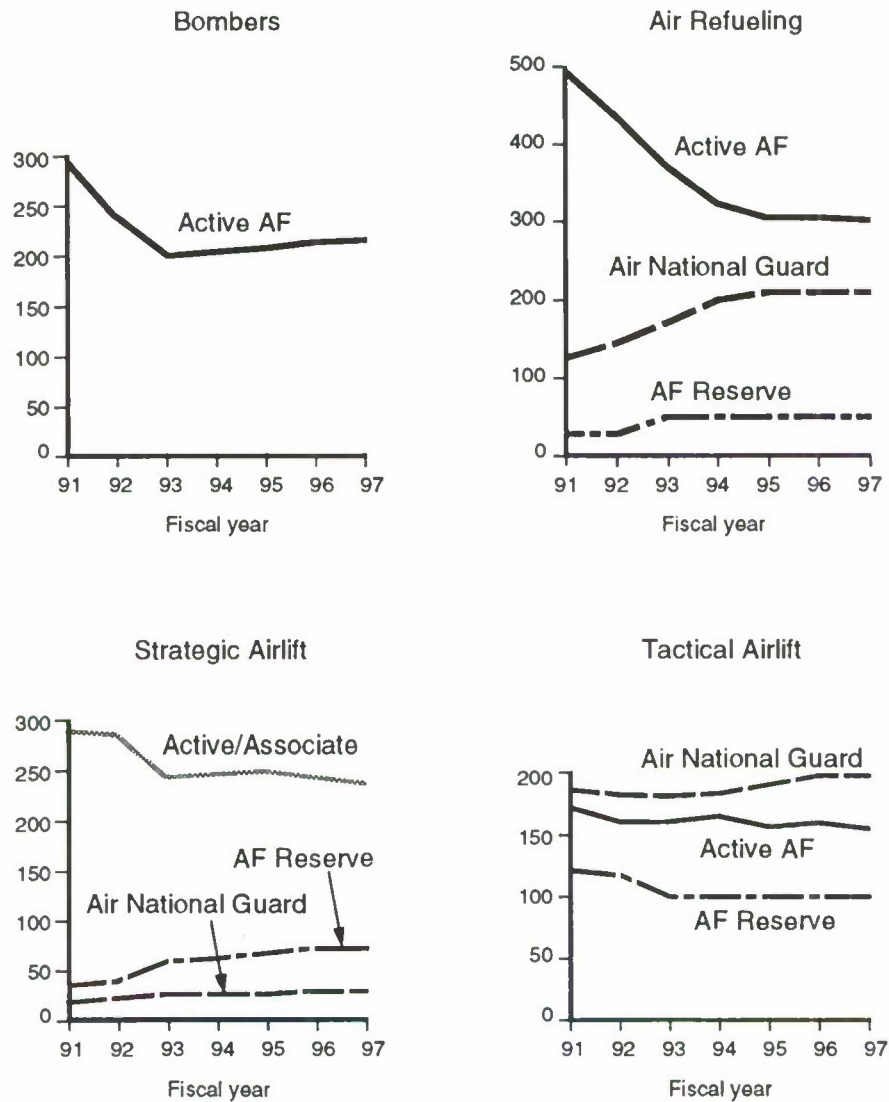 Bombers
300
250
200
150
100
50
0
Active AF
91 92 93 94 95 96 97
Fiscal year
Air Refueling
500
400
300
200
100
0
Active AF
Air National Guard
AF Reserve
91 92 93 94 95 96 97
Fiscal year
Strategic Airlift
300
250
200
150
100
50
0
Active/Associate
AF Reserve
Air National Guard
91 92 93 94 95 96 97
Fiscal year
Tactical Airlift
200
150
100
50
0
Air National Guard
Active AF
AF Reserve
91 92 93 94 95 96 97
Fiscal year